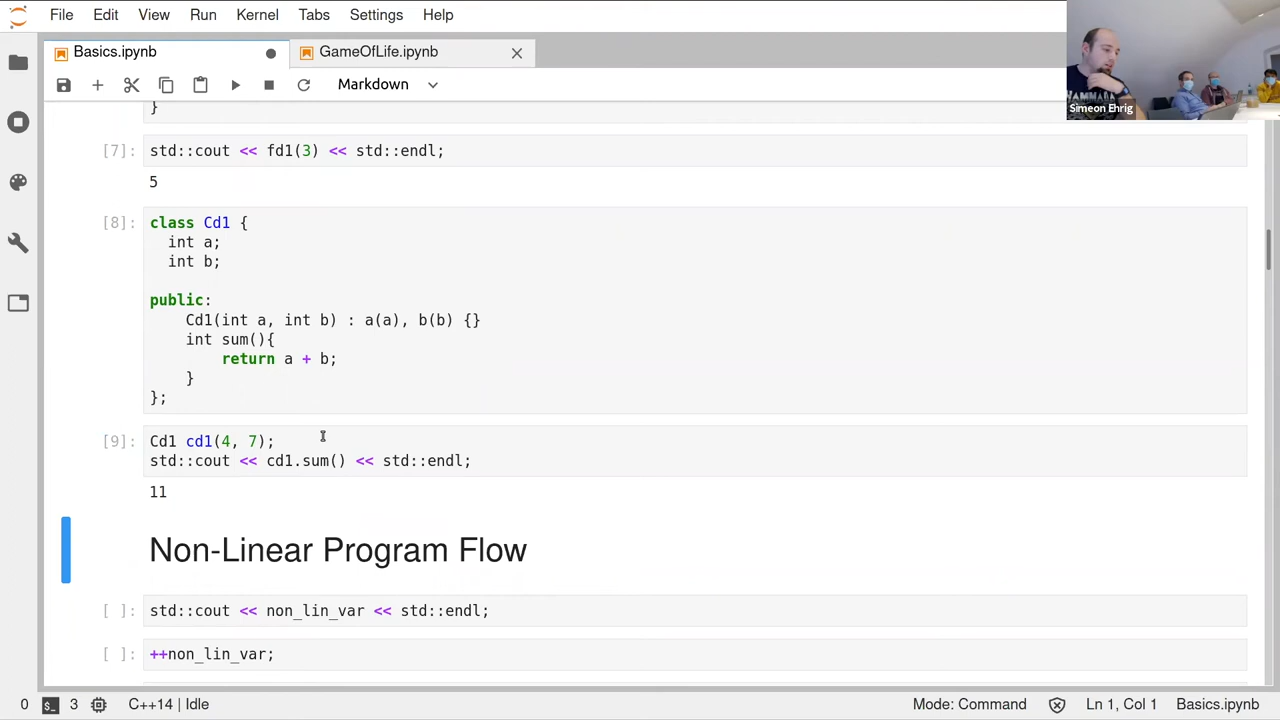 File Edit View Run Kernel Tabs Settings Help
Basics.ipynb
GameOfLife.ipynb
Markdown
Simeon Ehrig
}
[7]: std::cout << fd1(3) << std::endl;
5
[8]: class Cd1 {
int a;
int b;
public:
Cd1(int a, int b) : a(a), b(b) {}
int sum(){
return a + b;
}
};
[9]: Cd1 cd1(4, 7);
std::cout << cd1.sum() << std::endl;
11
Non-Linear Program Flow
[ ]: std::cout << non_lin_var << std::endl;
[ ]: ++non_lin_var;
0 $_ 3 C++14 | Idle Mode: Command Ln 1, Col 1 Basics.ipynb